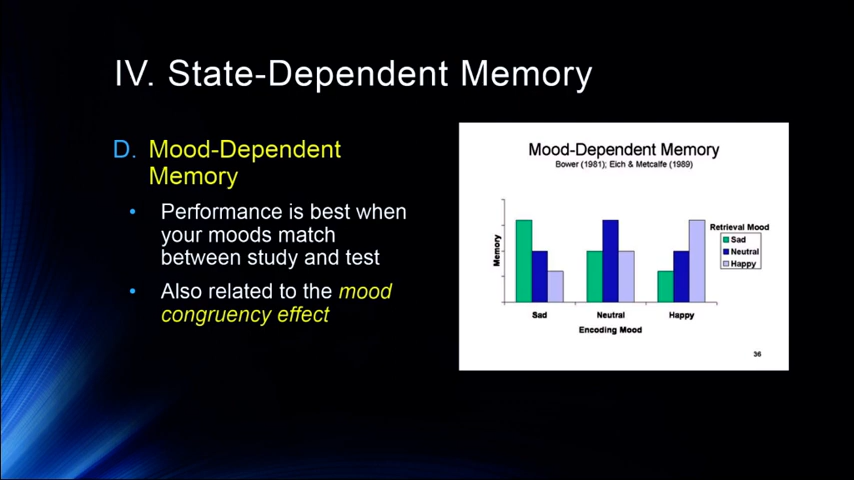 IV. State-Dependent Memory
D. Mood-Dependent
Memory
• Performance is best when
your moods match
between study and test
• Also related to the mood
congruency effect
Mood-Dependent Memory
Bower (1981); Eich & Metcalfe (1989)
Memory
Retrieval Mood
Sad
Neutral
Happy
Sad Neutral Happy
Encoding Mood
36